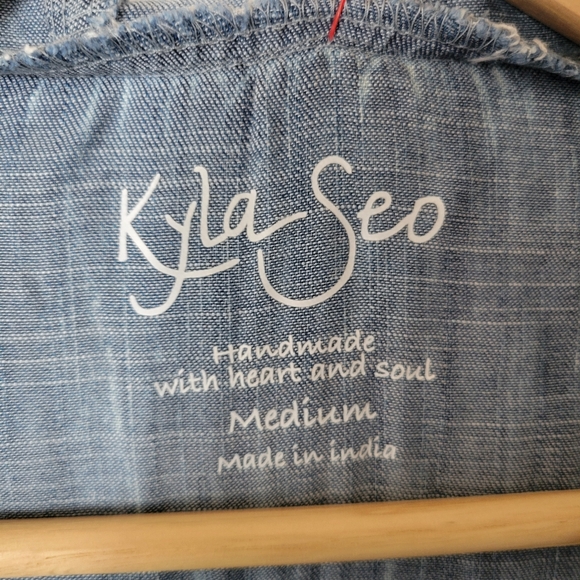 Kyla Seo
Handmade
with heart and soul
Medium
Made in india